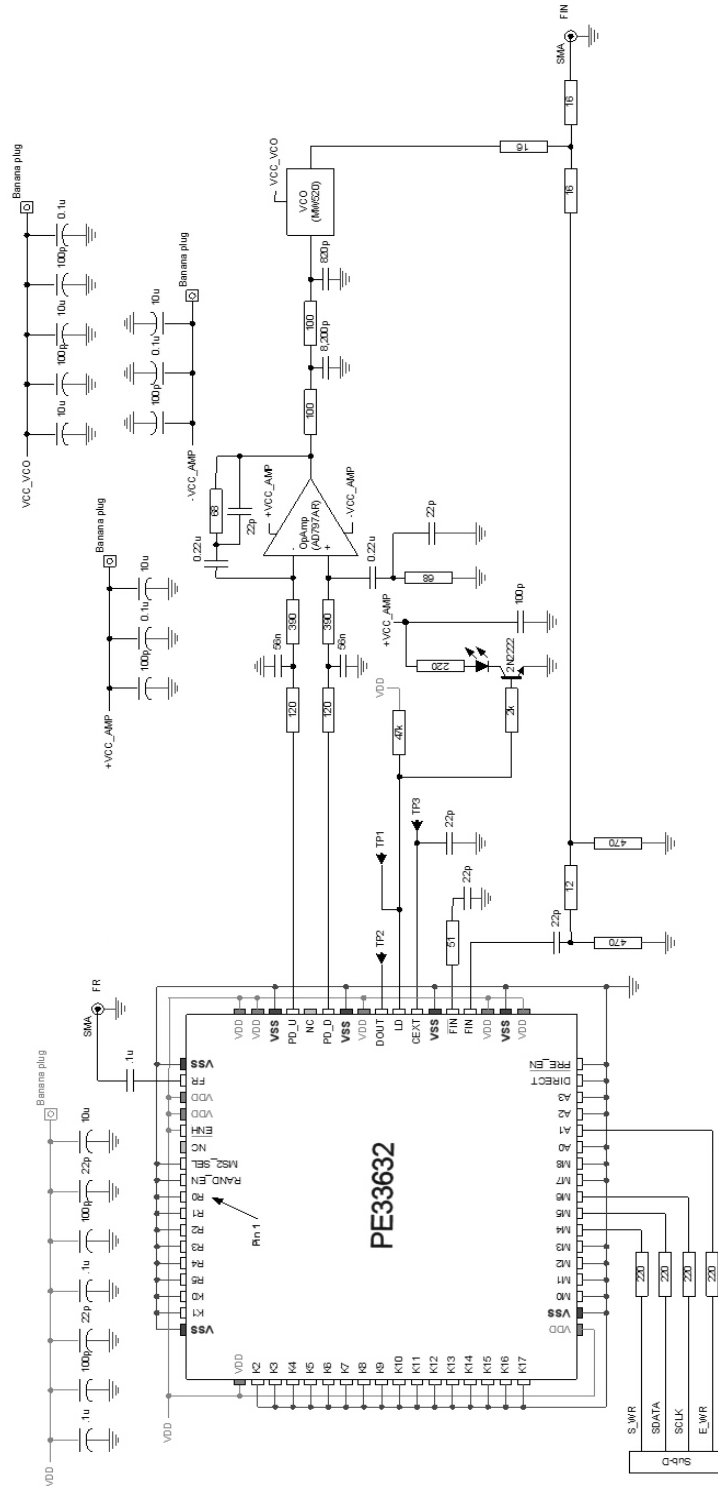 FIN
SMA
16
16
16
Banana plug
VCC_VCO
10u
100p
10u
100p
0.1u
Banana plug
-VCC_AMP
100p
0.1u
10u
VCC_VCO
VCO
(MW520)
820p
100
8,200p
100
Banana plug
+VCC_AMP
100p
0.1u
10u
68
22p
0.22u
+VCC_AMP
OpAmp
(AD797AR)
-
+
-VCC_AMP
0.22u
22p
68
390
390
56n
56n
120
120
+VCC_AMP
100p
220
2N2222
2k
VDD
47k
TP1
TP2
TP3
22p
22p
51
22p
470
12
470
SMA
FR
.1u
Banana plug
VDD
.1u
100p
22p
.1u
100p
22p
10u
VDD
VDD
VDD
VSS
PD_U
NC
PD_D
VSS
VDD
DOUT
LD
CEXT
VSS
FIN
FIN
VDD
VSS
VDD
VSS
FR
VDD
VDD
ENH
NC
MS2_SEL
RAND_EN
R0
R1
R2
R3
R4
R5
K0
K1
VSS
Pin 1
PE33632
PRE_EN
DIRECT
A3
A2
A1
A0
M8
M7
M6
M5
M4
M3
M2
M1
M0
VSS
VDD
VDD
K2
K3
K4
K5
K6
K7
K8
K9
K10
K11
K12
K13
K14
K15
K16
K17
220
220
220
220
S_WR
SDATA
SCLK
E_WR
Sub-D